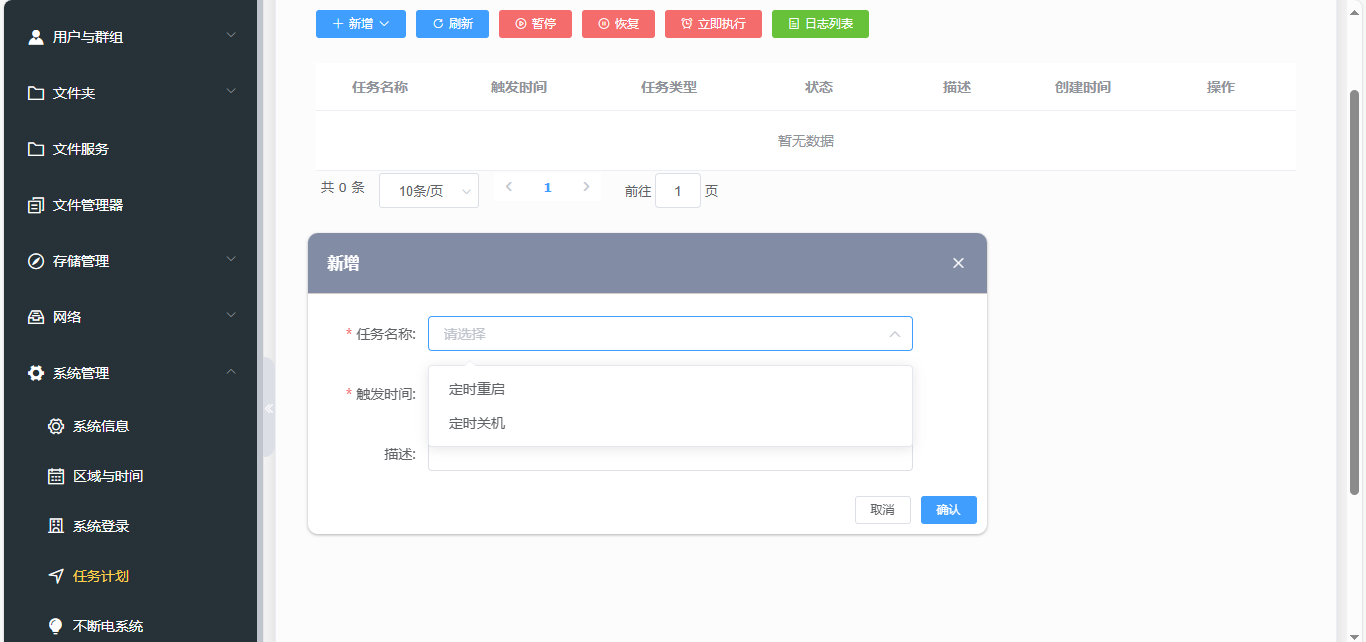 用户与群组
文件夹
文件服务
文件管理器
存储管理
网络
系统管理
系统信息
区域与时间
系统登录
任务计划
不断电系统
新增 刷新 暂停 恢复 立即执行 日志列表
任务名称 触发时间 任务类型 状态 描述 创建时间 操作
暂无数据
共 0 条 10条/页 1 前往 1 页
新增
* 任务名称: 请选择
定时重启
* 触发时间:
定时关机
描述:
取消 确认